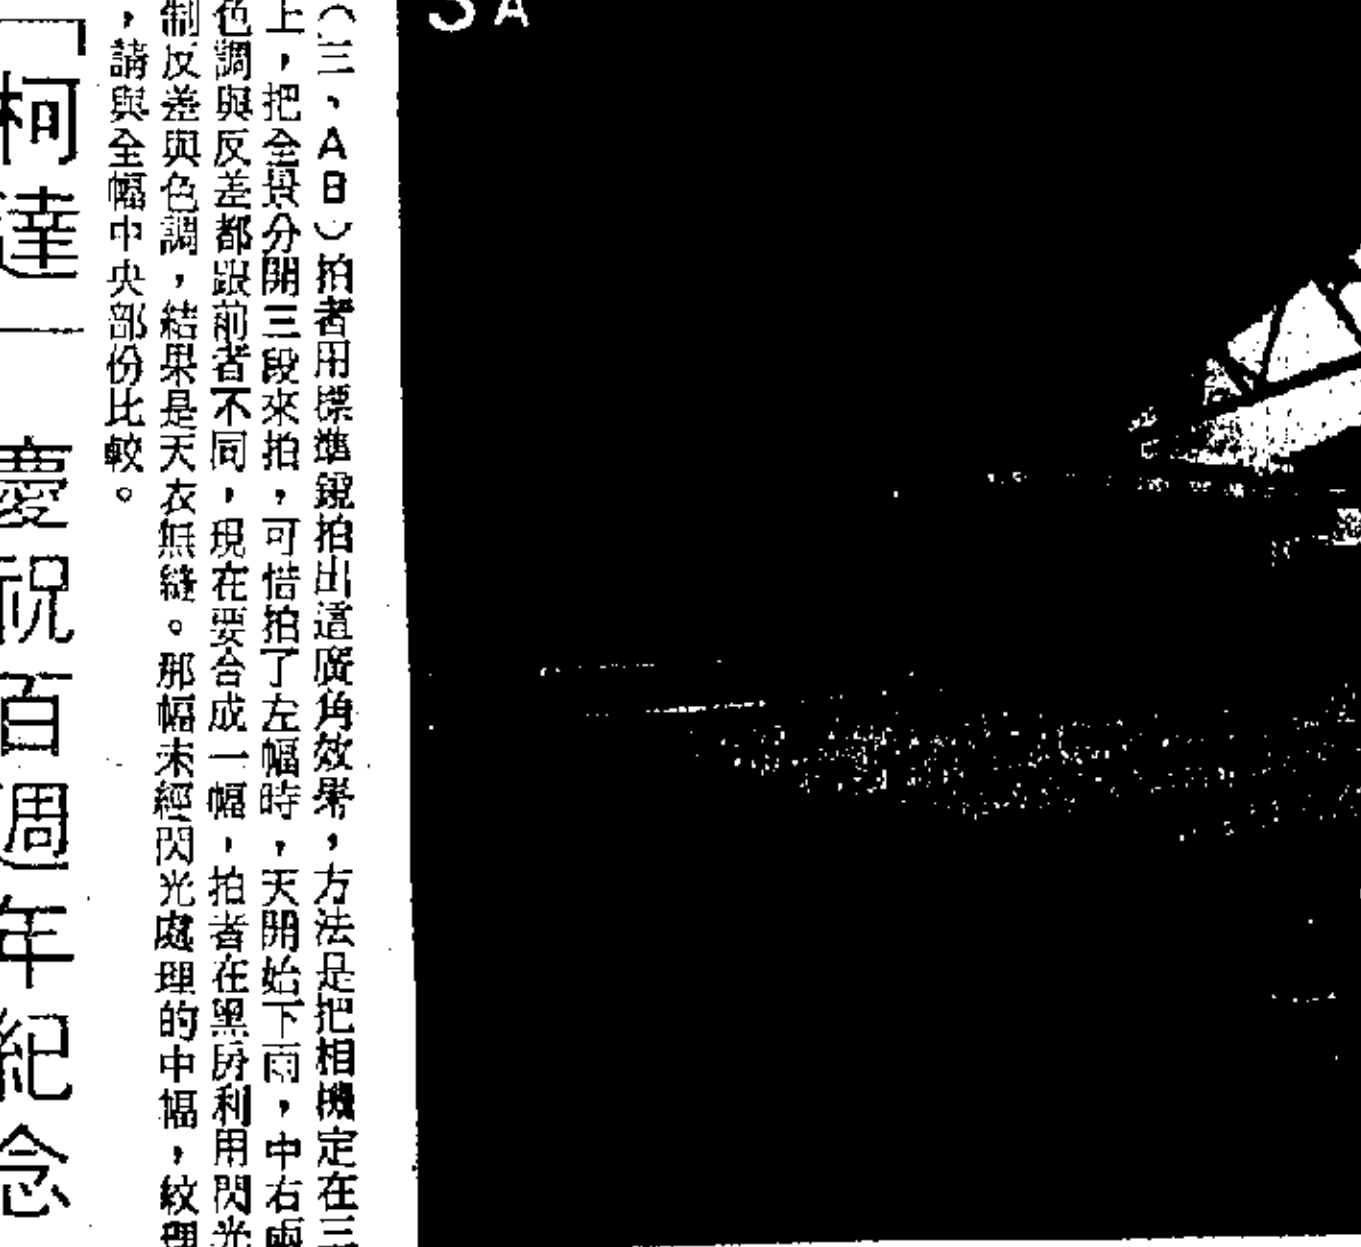 3A
（三、AB）拍者用標準鏡拍出這廣角效果，方法是把相機定在三
上，把全景分開三段來拍，可惜拍了左幅時，天開始下雨，中右兩
色調與反差都跟前者不同，現在要合成一幅，拍者在黑房利用閃光
制反差與色調，結果是天衣無縫。那幅未經閃光處理的中幅，紋理
，請與全幅中央部份比較。
「柯達」慶祝百週年紀念